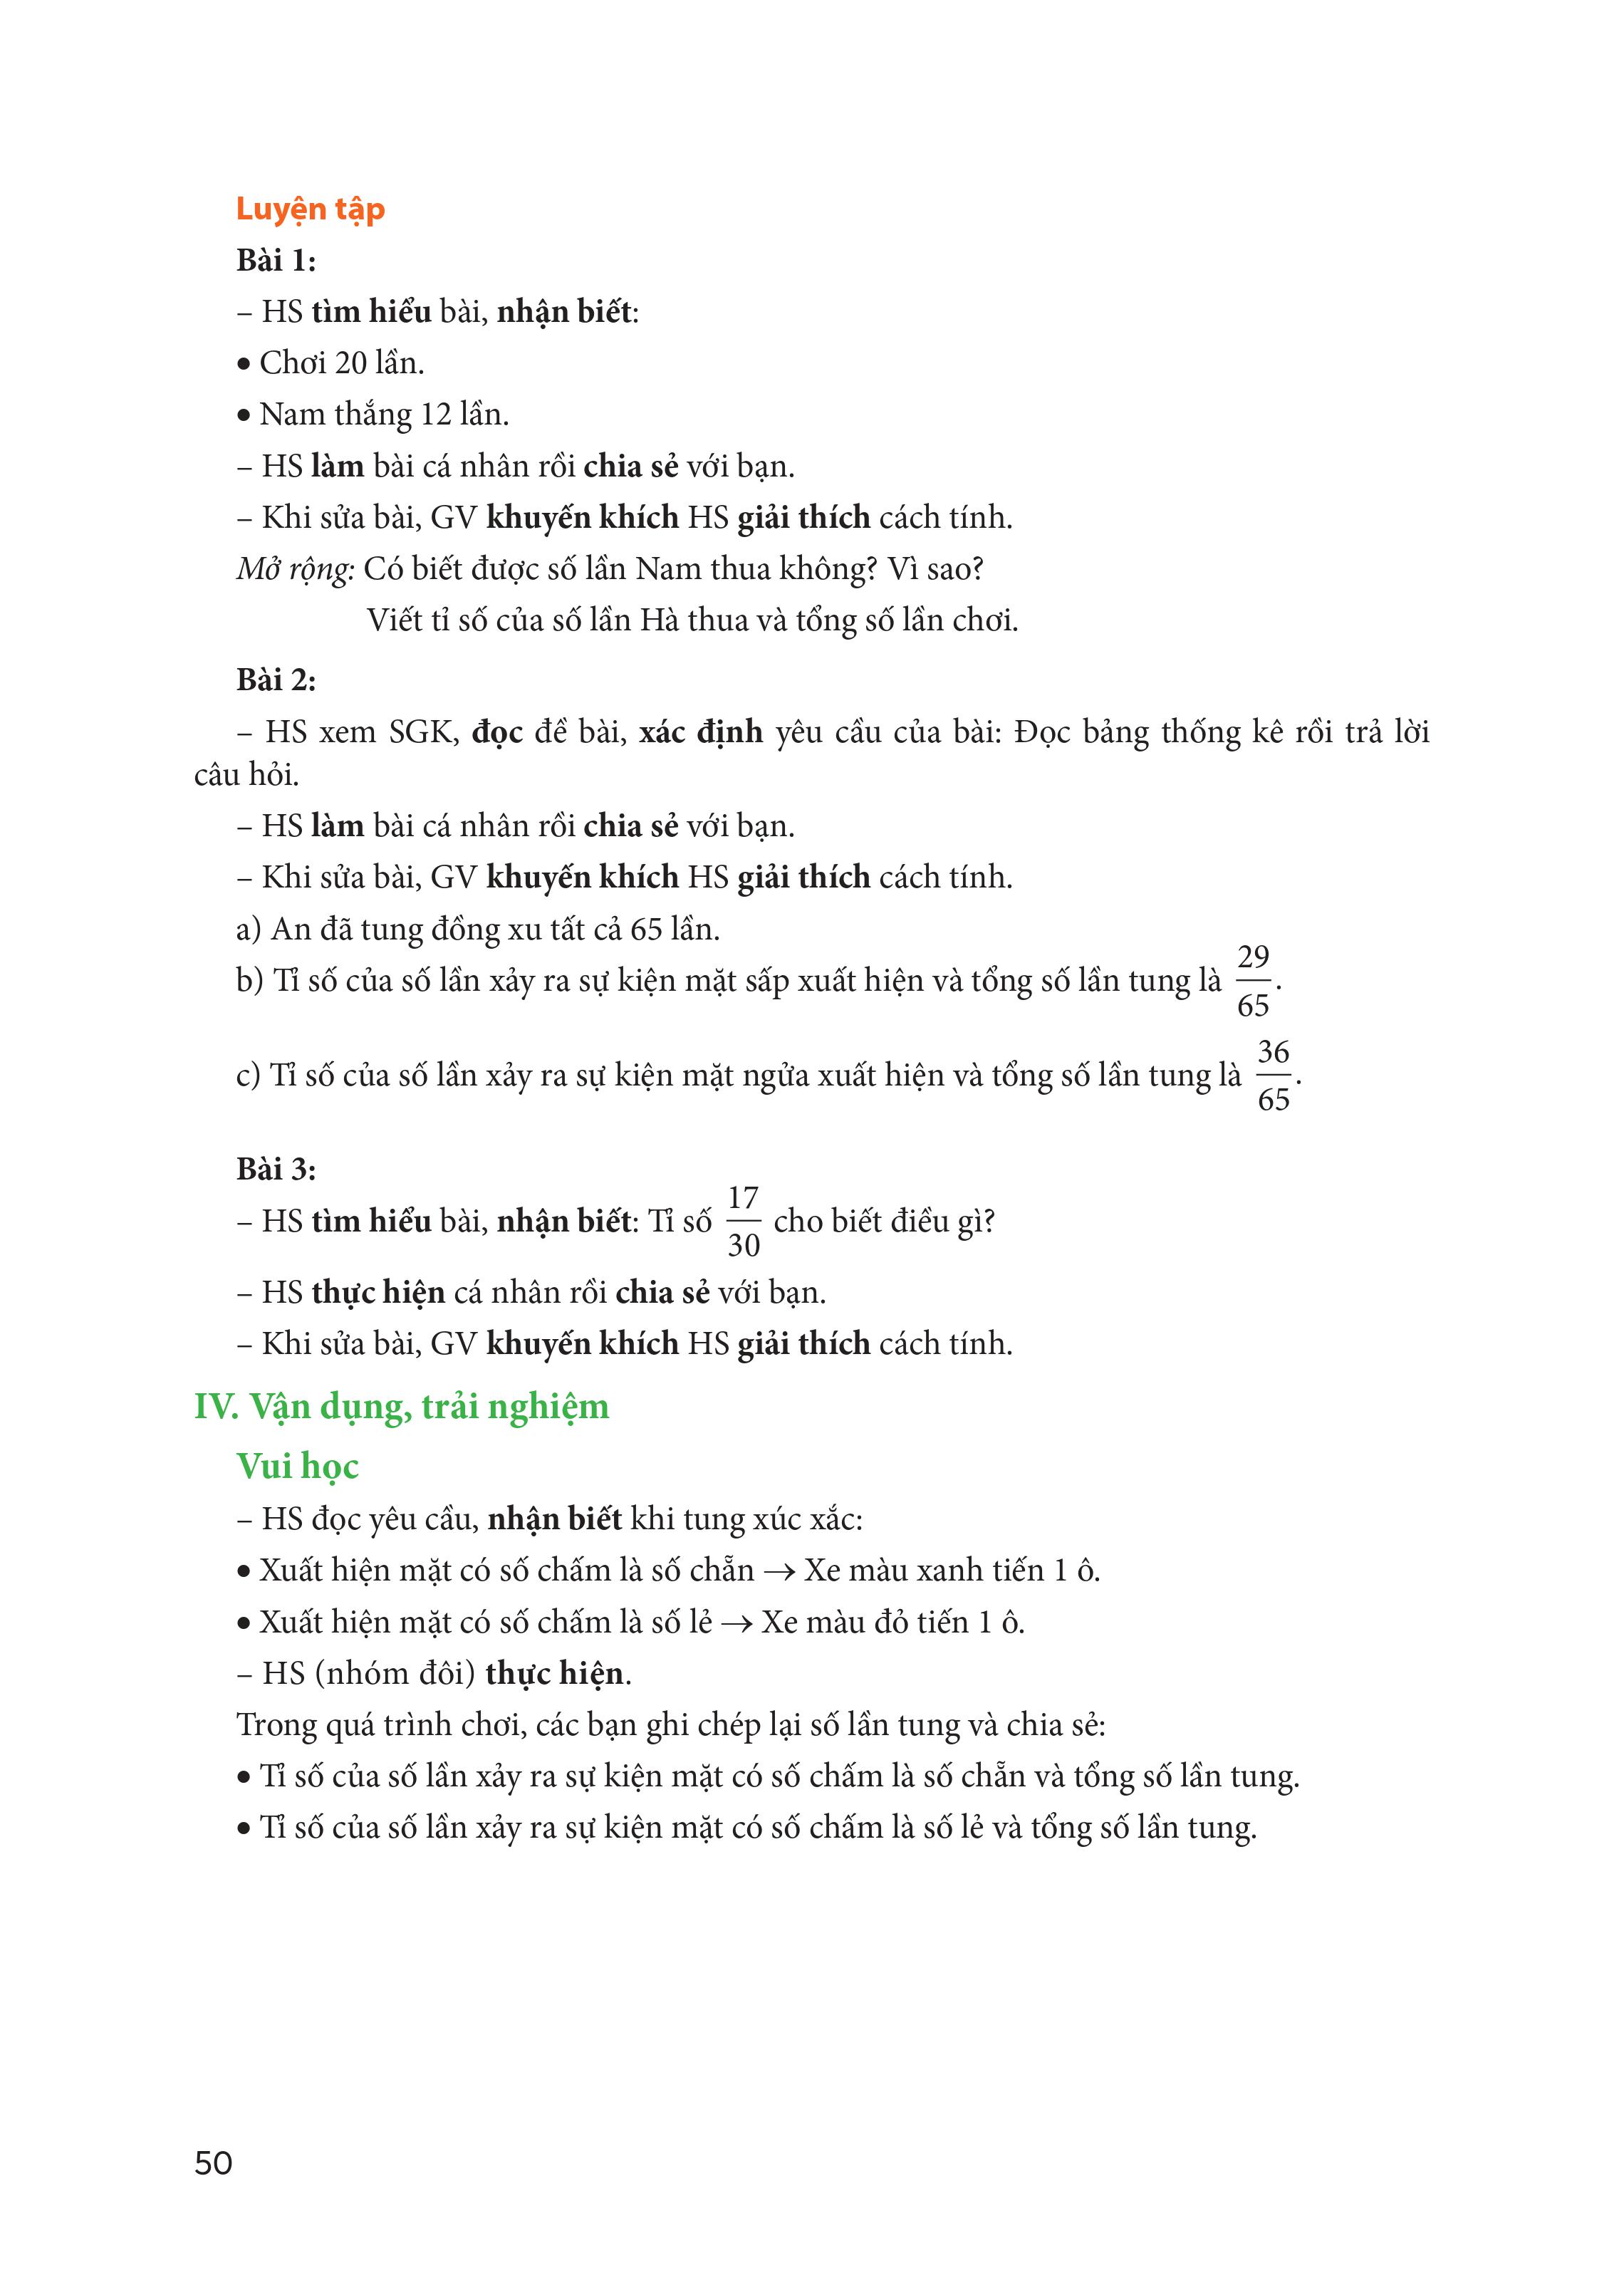 Luyện tập
Bài 1:
– HS tìm hiểu bài, nhận biết:
• Chơi 20 lần.
• Nam thắng 12 lần.
– HS làm bài cá nhân rồi chia sẻ với bạn.
– Khi sửa bài, GV khuyến khích HS giải thích cách tính.
Mở rộng: Có biết được số lần Nam thua không? Vì sao?
Viết tỉ số của số lần Hà thua và tổng số lần chơi.
Bài 2:
– HS xem SGK, đọc đề bài, xác định yêu cầu của bài: Đọc bảng thống kê rồi trả lời
câu hỏi.
– HS làm bài cá nhân rồi chia sẻ với bạn.
– Khi sửa bài, GV khuyến khích HS giải thích cách tính.
a) An đã tung đồng xu tất cả 65 lần.
b) Tỉ số của số lần xảy ra sự kiện mặt sấp xuất hiện và tổng số lần tung là 29/65.
c) Tỉ số của số lần xảy ra sự kiện mặt ngửa xuất hiện và tổng số lần tung là 36/65.
Bài 3:
– HS tìm hiểu bài, nhận biết: Tỉ số 17/30 cho biết điều gì?
– HS thực hiện cá nhân rồi chia sẻ với bạn.
– Khi sửa bài, GV khuyến khích HS giải thích cách tính.
IV. Vận dụng, trải nghiệm
Vui học
– HS đọc yêu cầu, nhận biết khi tung xúc xắc:
• Xuất hiện mặt có số chấm là số chẵn → Xe màu xanh tiến 1 ô.
• Xuất hiện mặt có số chấm là số lẻ → Xe màu đỏ tiến 1 ô.
– HS (nhóm đôi) thực hiện.
Trong quá trình chơi, các bạn ghi chép lại số lần tung và chia sẻ:
• Tỉ số của số lần xảy ra sự kiện mặt có số chấm là số chẵn và tổng số lần tung.
• Tỉ số của số lần xảy ra sự kiện mặt có số chấm là số lẻ và tổng số lần tung.
50